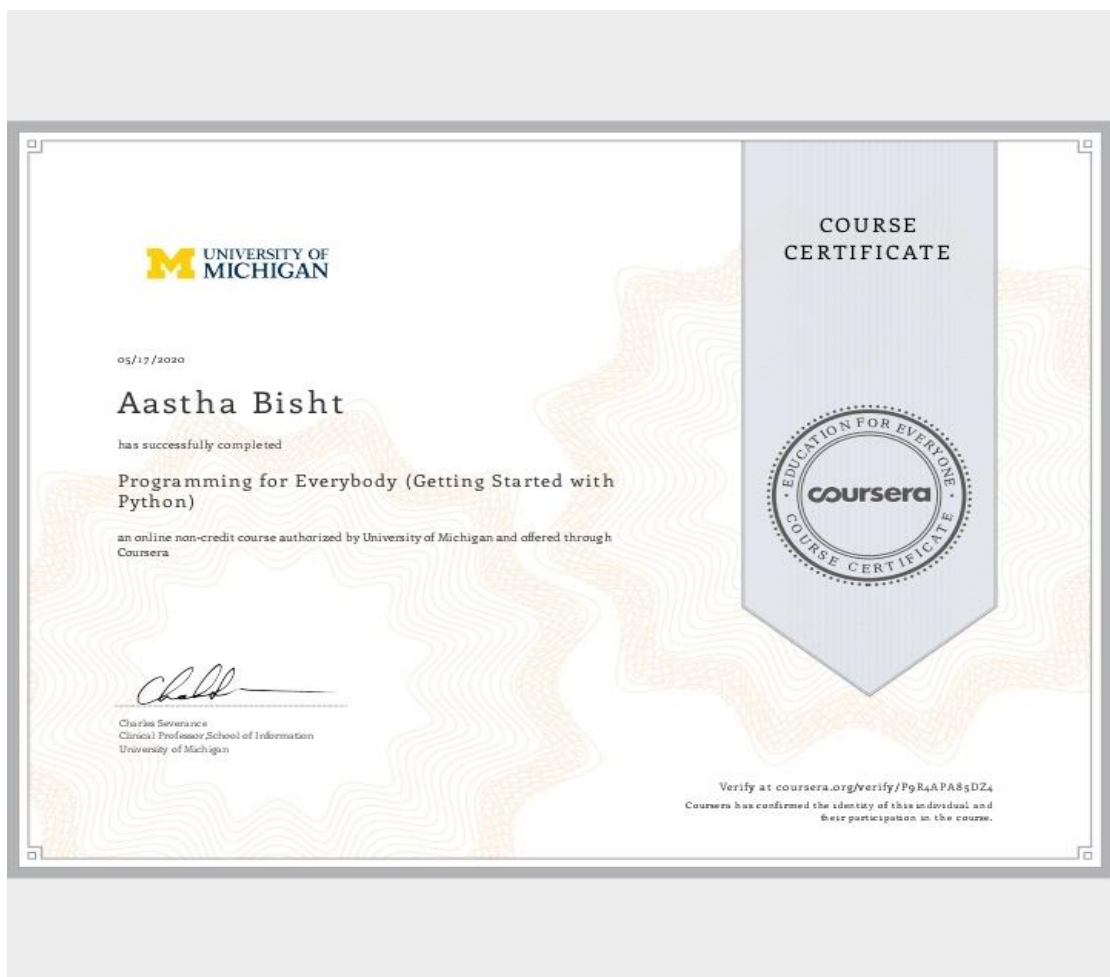 UNIVERSITY OF
MICHIGAN
05/17/2020
Aastha Bisht
has successfully completed
Programming for Everybody (Getting Started with
Python)
an online non-credit course authorized by University of Michigan and offered through
Coursera
Charles Severance
Clinical Professor,School of Information
University of Michigan
COURSE
CERTIFICATE
EDUCATION FOR EVERYONE
coursera
COURSE CERTIFICATE
Verify at coursera.org/verify/P9R4APA85DZ4
Coursera has confirmed the identity of this individual and
their participation in the course.